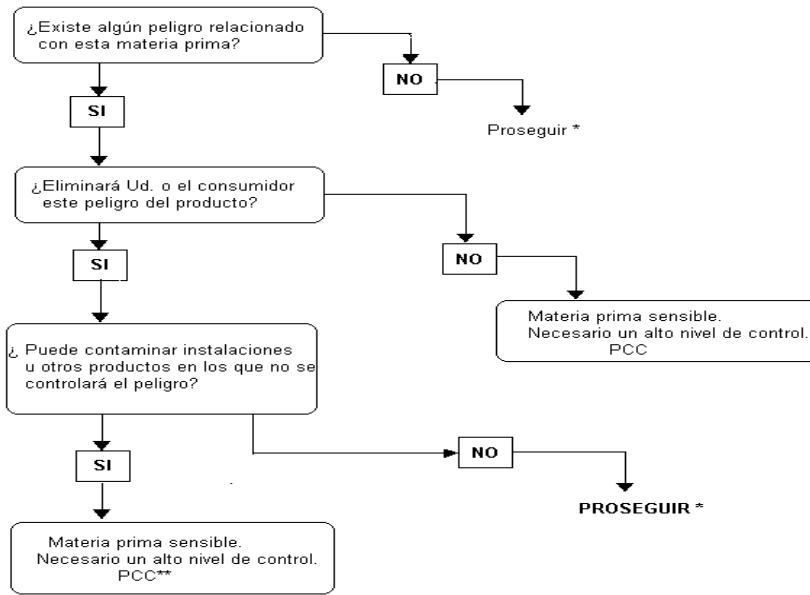 ¿Existe algún peligro relacionado
con esta materia prima?
NO
SI
Proseguir *
¿Eliminará Ud. o el consumidor
este peligro del producto?
NO
SI
Materia prima sensible.
Necesario un alto nivel de control.
PCC
¿ Puede contaminar instalaciones
u otros productos en los que no se
controlará el peligro?
NO
SI
PROSEGUIR *
Materia prima sensible.
Necesario un alto nivel de control.
PCC**